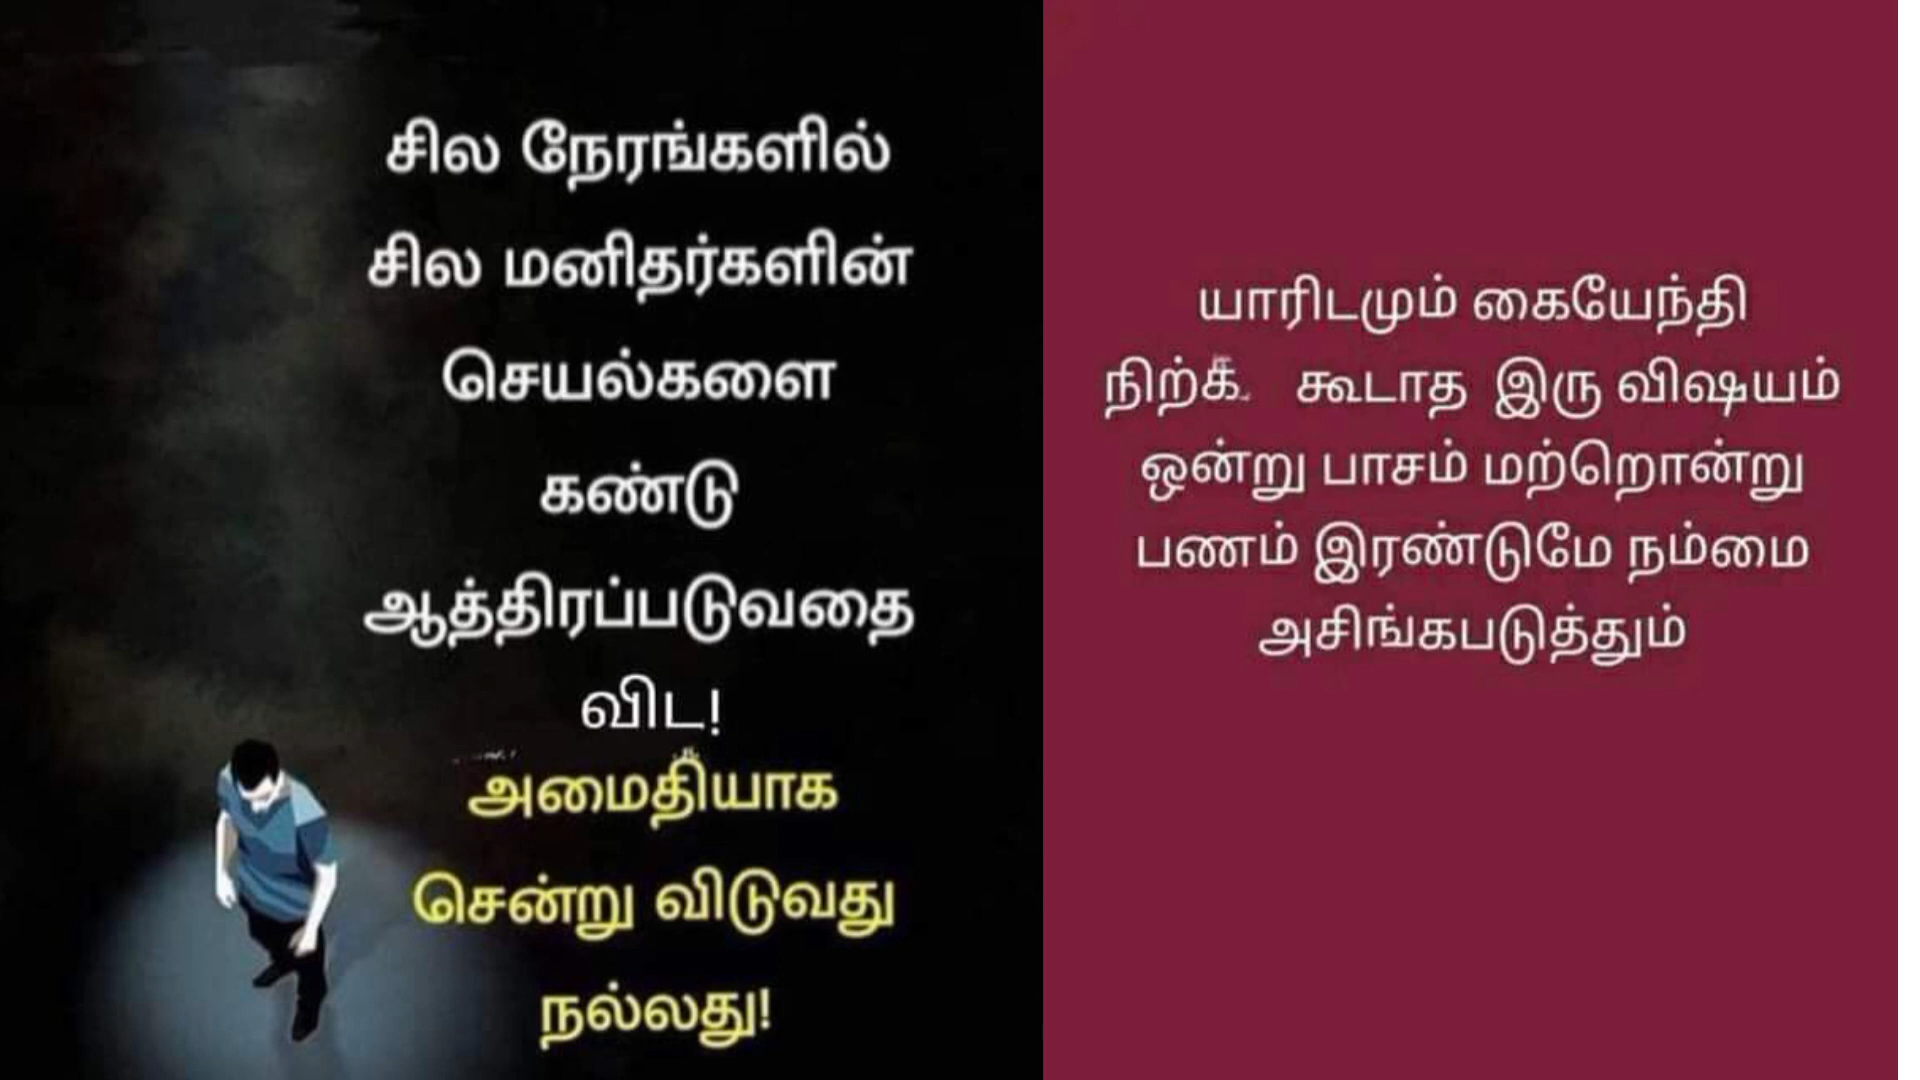 சில நேரங்களில்
சில மனிதர்களின்
செயல்களை
கண்டு
ஆத்திரப்படுவதை
விட!
அமைதியாக
சென்று விடுவது
நல்லது!
யாரிடமும் கையேந்தி
நிற்க கூடாத இரு விஷயம்
ஒன்று பாசம் மற்றொன்று
பணம் இரண்டுமே நம்மை
அசிங்கபடுத்தும்